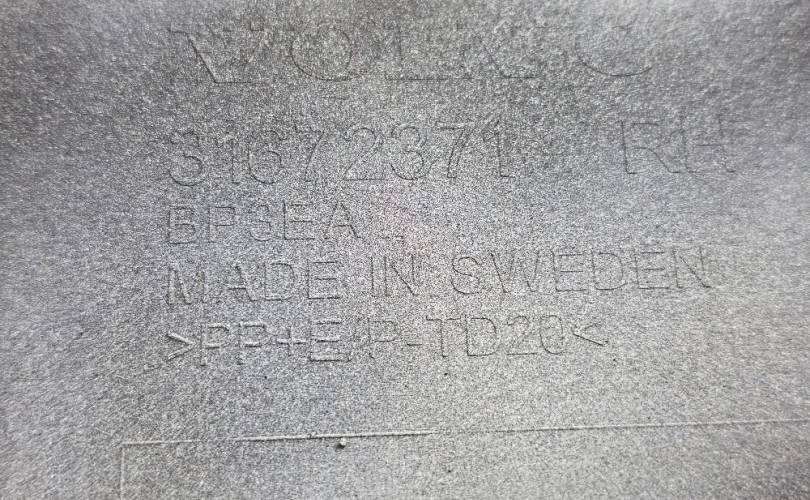 VOLVO
31672371 RH
BP3EA
MADE IN SWEDEN
>PP+E/P-TD20<